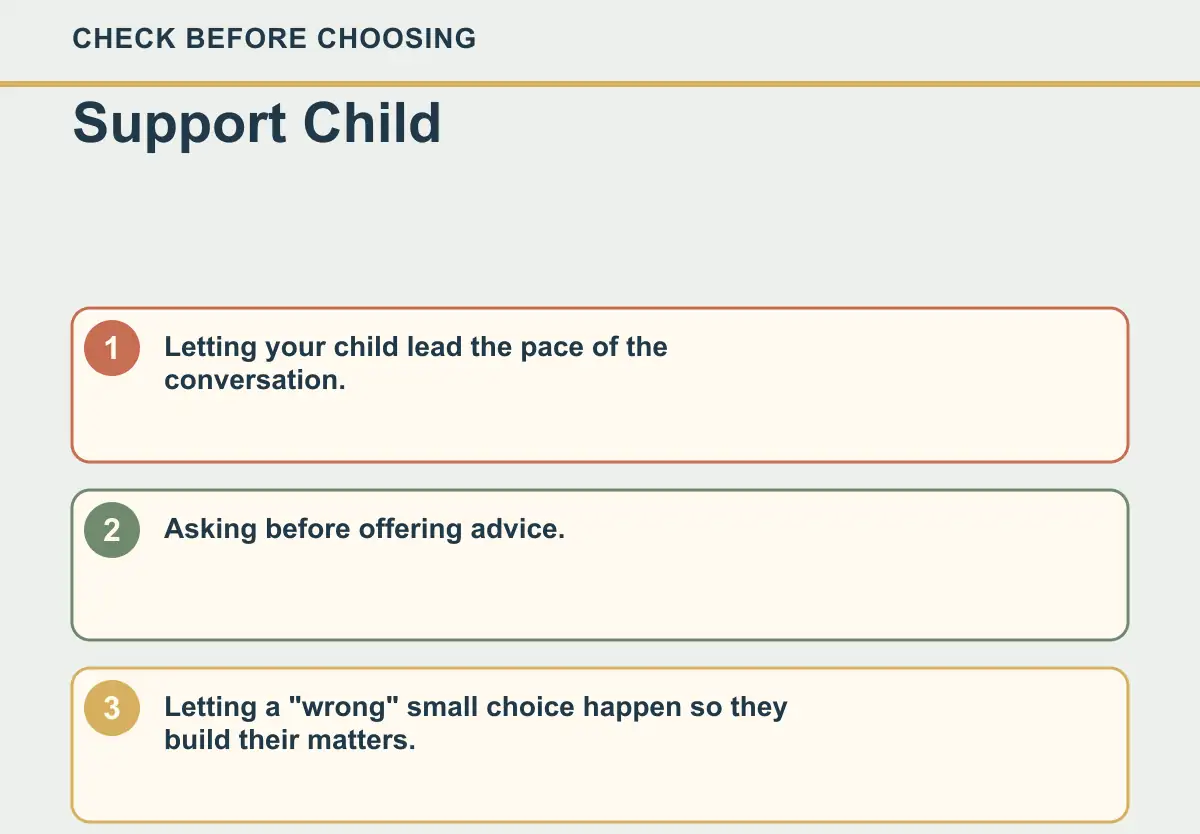 CHECK BEFORE CHOOSING
Support Child
1
Letting your child lead the pace of the
conversation.
2
Asking before offering advice.
3
Letting a "wrong" small choice happen so they
build their matters.